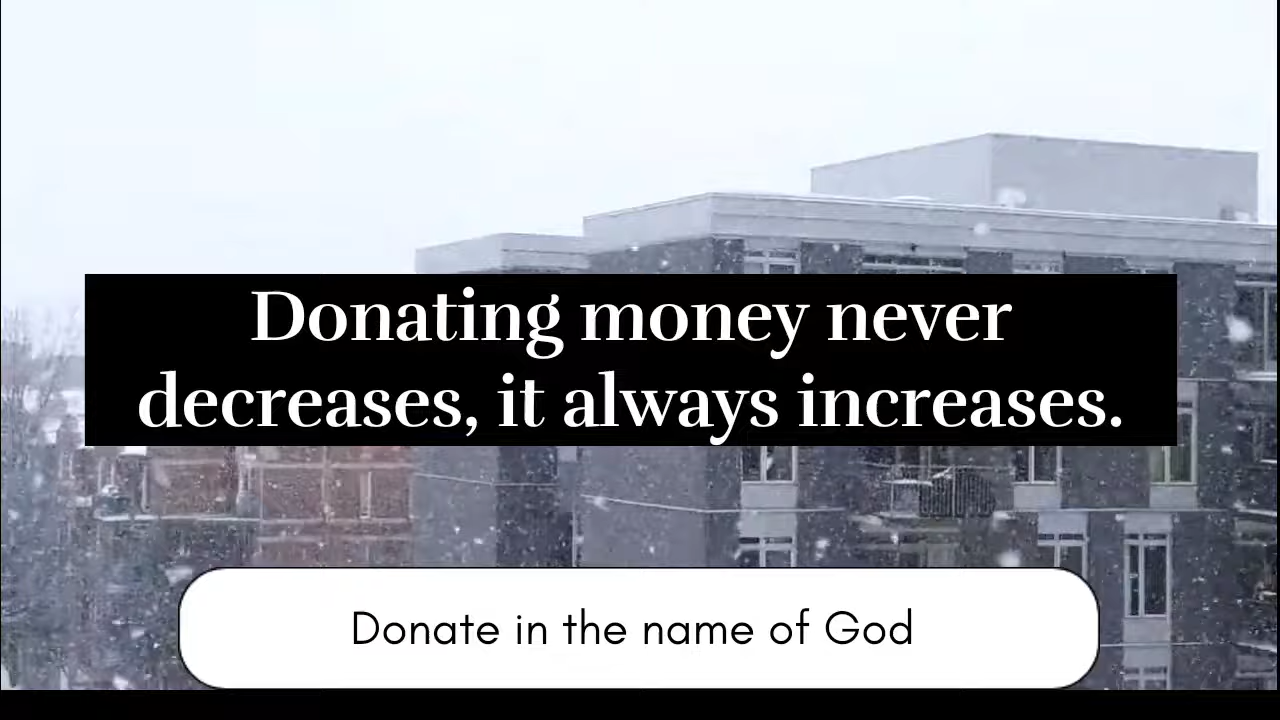 Donating money never
decreases, it always increases.
Donate in the name of God